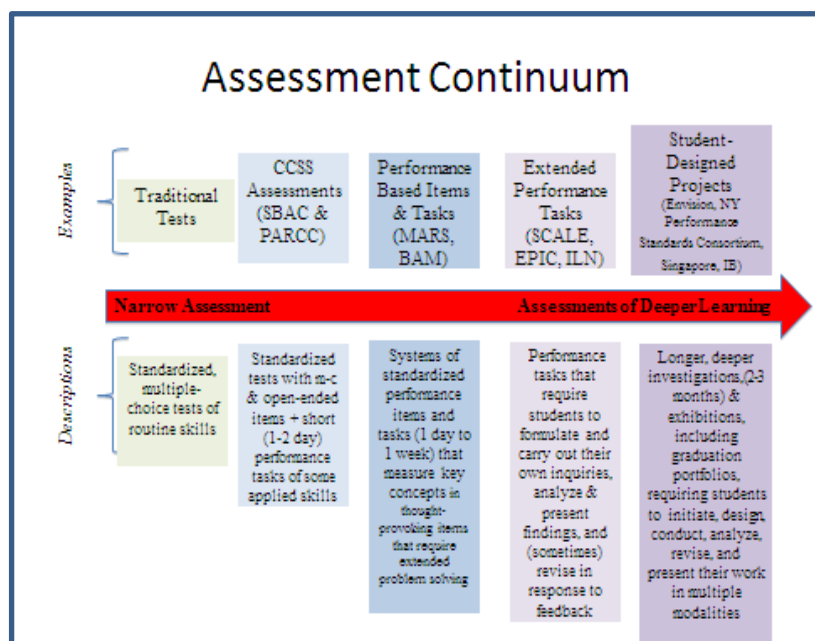 Assessment Continuum
Examples
Traditional
Tests
CCSS
Assessments
(SBAC &
PARCC)
Performance
Based Items
& Tasks
(MARS,
BAM)
Extended
Performance
Tasks
(SCALE,
EPIC, ILN)
Student-
Designed
Projects
(Envision, NY
Performance
Standards Consortium,
Singapore, IB)
Narrow Assessment
Assessments of Deeper Learning
Descriptions
Standardized,
multiple-
choice tests of
routine skills
Standardized
tests with m-c
& open-ended
items + short
(1-2 day)
performance
tasks of some
applied skills
Systems of
standardized
performance
items and
tasks (1 day to
1 week) that
measure key
concepts in
thought-
provoking items
that require
extended
problem solving
Performance
tasks that
require
students to
formulate and
carry out their
own inquiries,
analyze &
present
findings, and
(sometimes)
revise in
response to
feedback
Longer, deeper
investigations,(2-3
months) &
exhibitions,
including
graduation
portfolios,
requiring students
to initiate, design,
conduct, analyze,
revise, and
present their work
in multiple
modalities